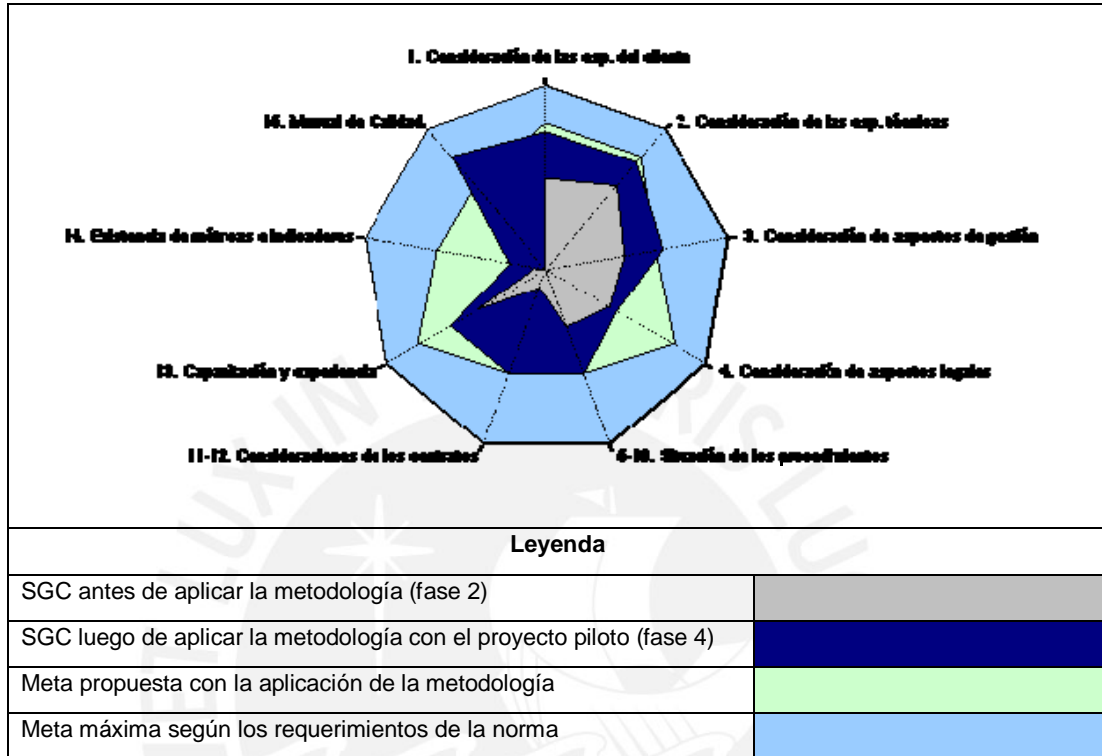 1. Consideración de las esp. del cliente
15. Manual de Calidad.
2. Consideración de las esp. técnicas
14. Existencia de métricas e indicadores
3. Consideración de aspectos de gestión
13. Capacitación y experiencia
4. Consideración de aspectos legales
11-12. Consideraciones de los contratos
5-10. Situación de los procedimientos
LUX IN
RIS LU
Leyenda
SGC antes de aplicar la metodología (fase 2)
SGC luego de aplicar la metodología con el proyecto piloto (fase 4)
Meta propuesta con la aplicación de la metodología
Meta máxima según los requerimientos de la norma